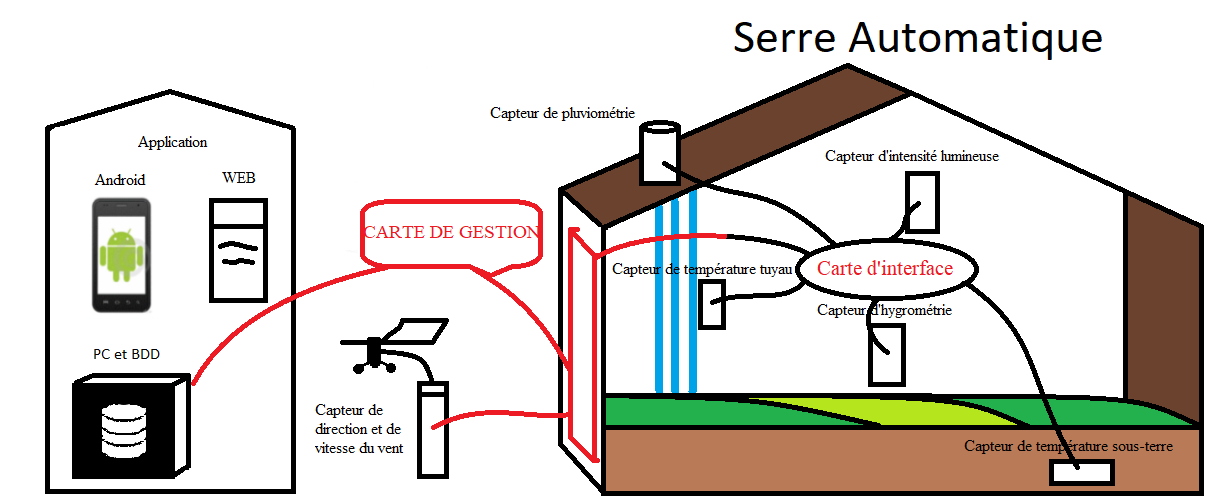 Serre Automatique
Capteur de pluviométrie
Application
Capteur d'intensité lumineuse
Android
WEB
CARTE DE GESTION
Capteur de température tuyau
Carte d'interface
Capteur d'hygrométrie
PC et BDD
Capteur de
direction et de
vitesse du vent
Capteur de température sous-terre